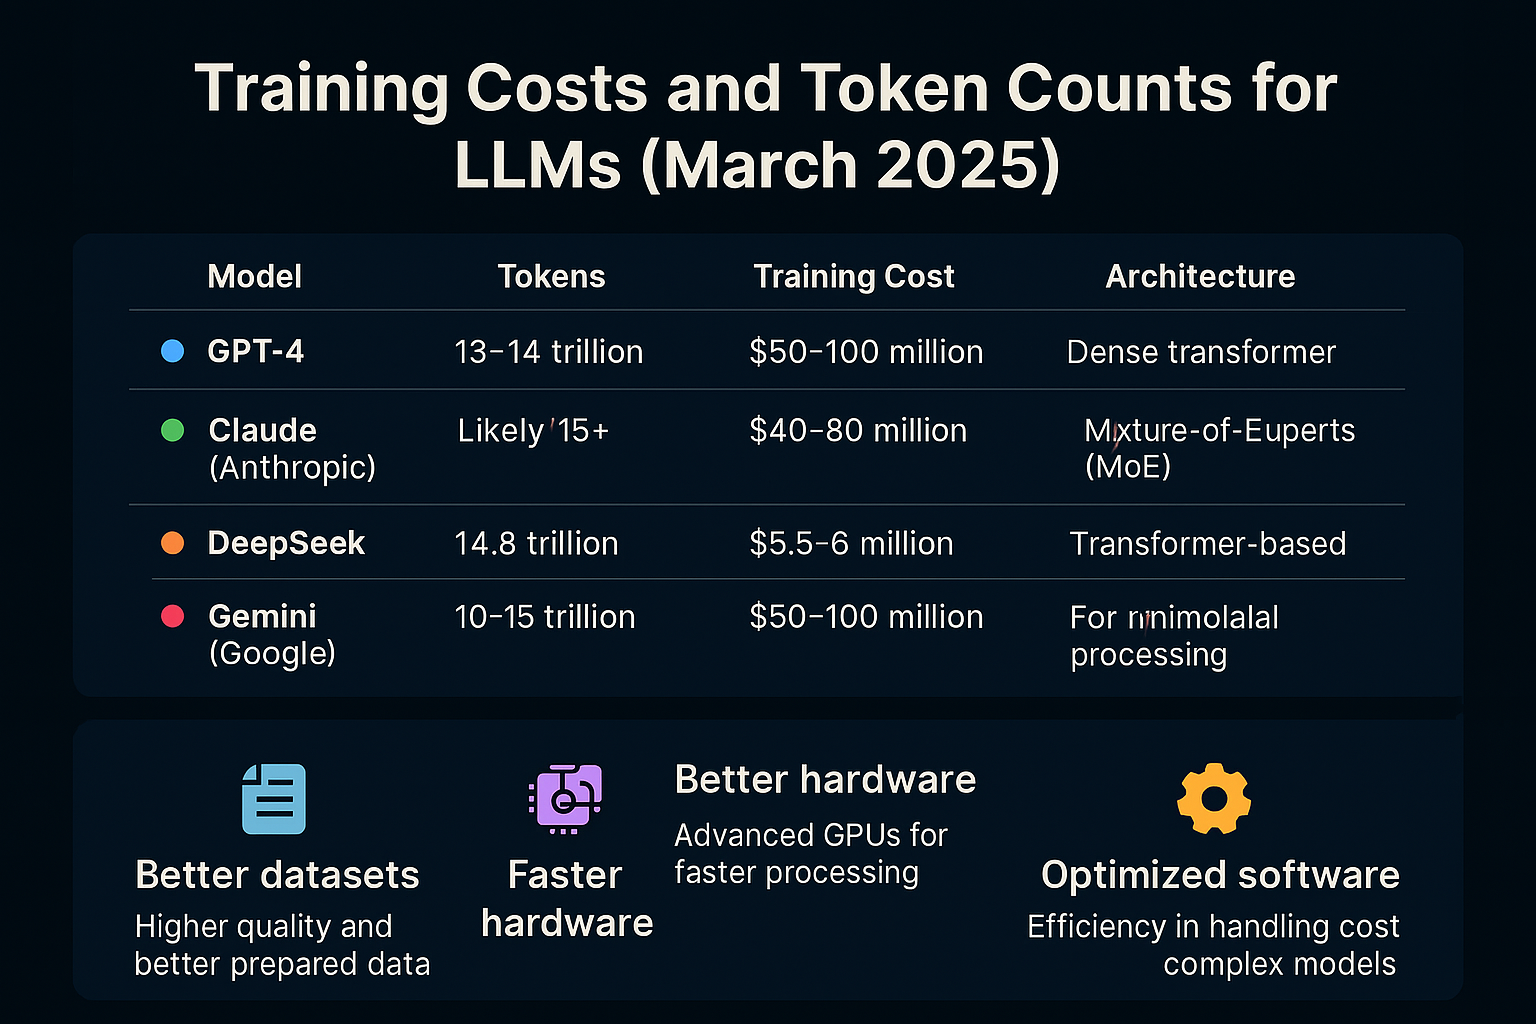 Training Costs and Token Counts for
LLMs (March 2025)
Model Tokens Training Cost Architecture
GPT-4 13–14 trillion $50–100 million Dense transformer
Claude Likely 15+ $40–80 million Mixture-of-Euperts
(Anthropic) (MoE)
DeepSeek 14.8 trillion $5.5–6 million Transformer-based
Gemini 10–15 trillion $50–100 million For
(Google) processing
Better datasets
Higher quality and
better prepared data
Faster
hardware
Better hardware
Advanced GPUs for
faster processing
Optimized software
Efficiency in handling cost
complex models